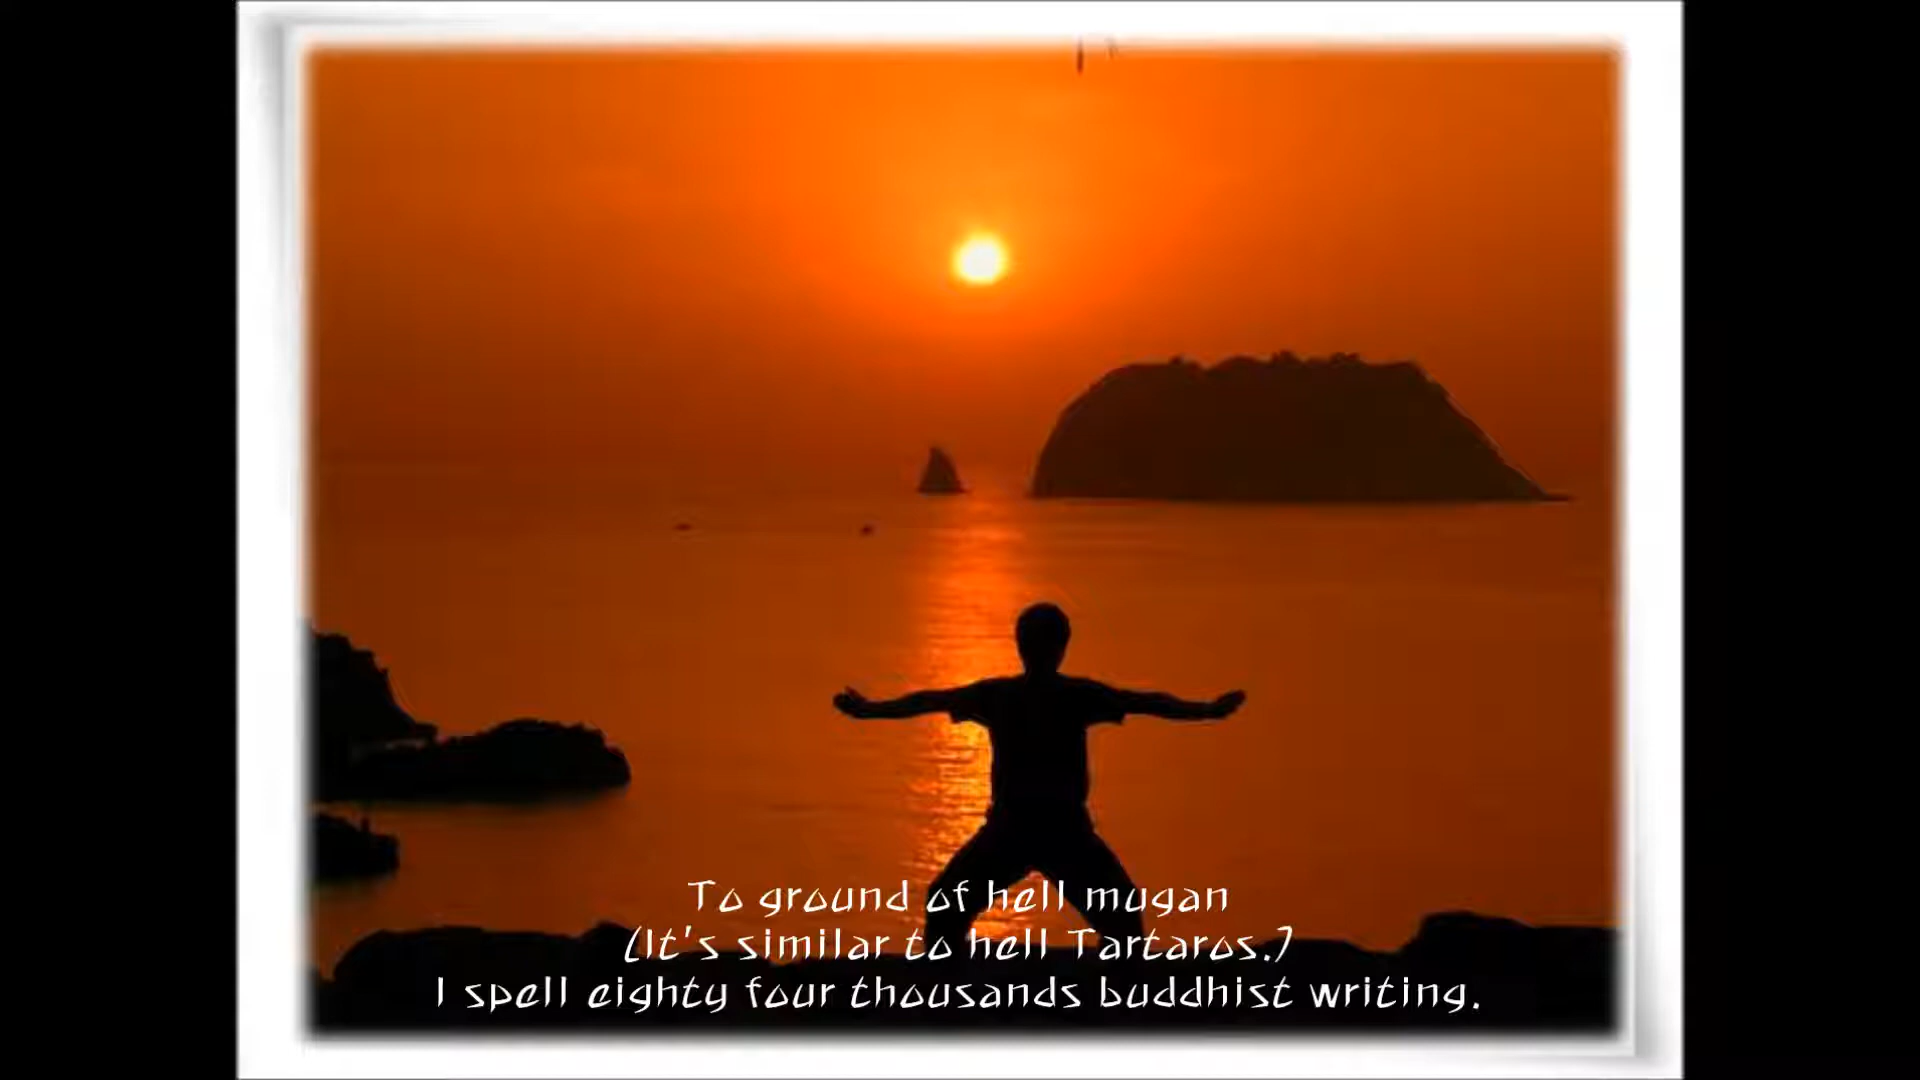 To ground of hell mugan
(It's similar to hell Tartaros.)
I spell eighty four thousands buddhist writing.